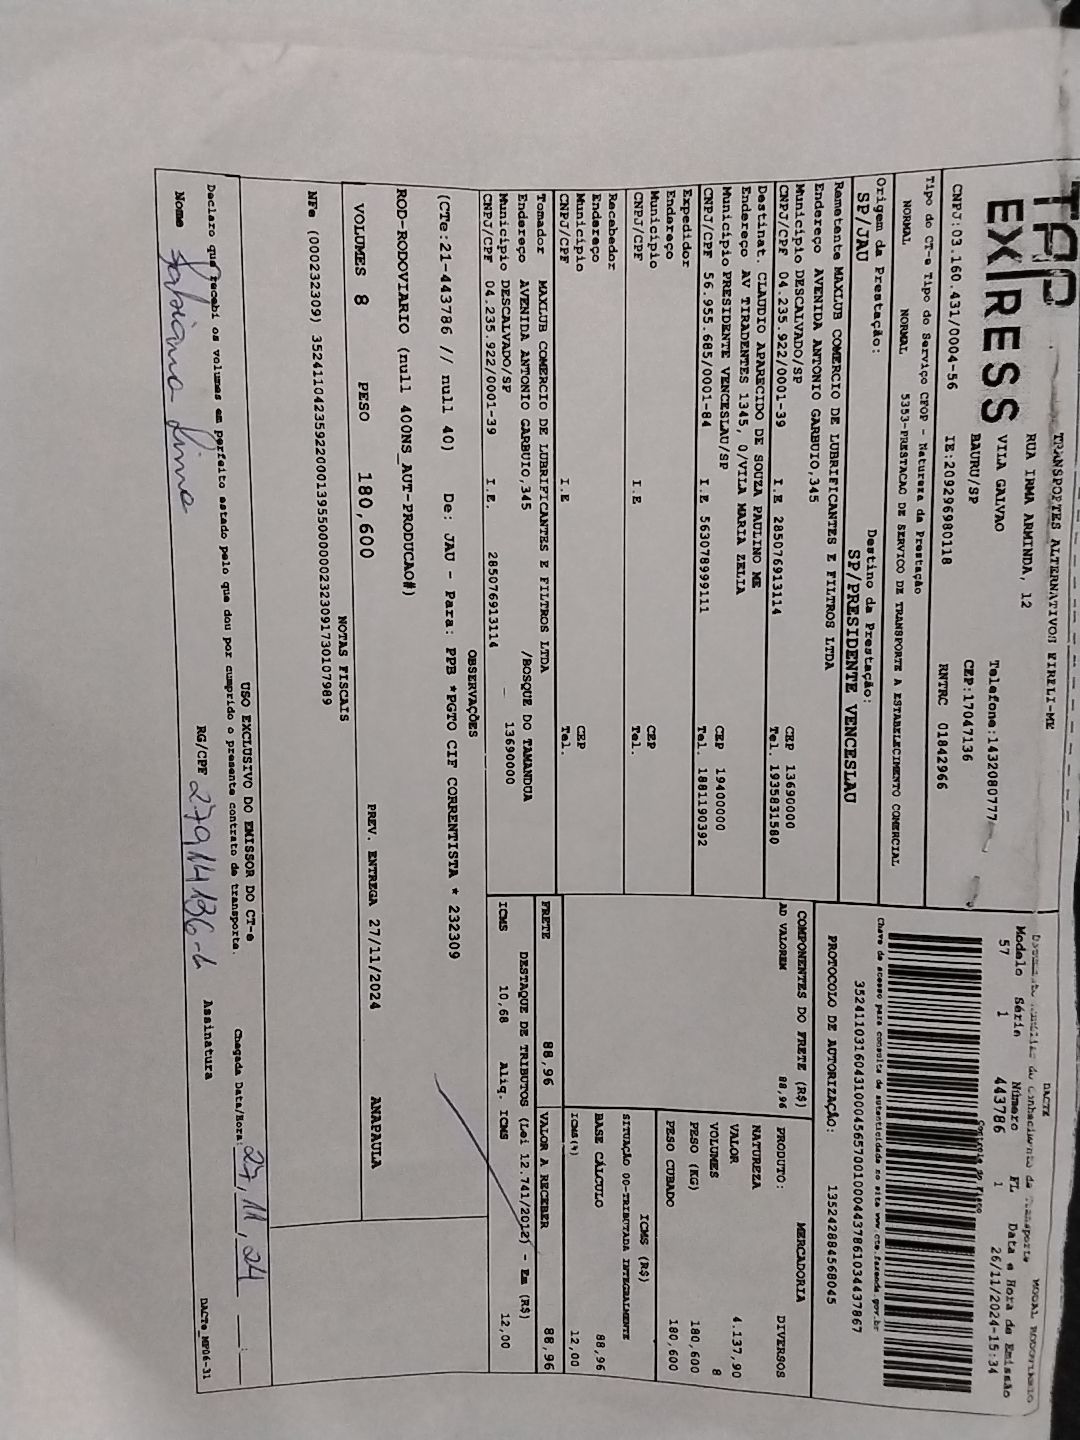 TAP
EX|RESS
TRANSPORTES ALTERNATIVOS EIRELI-ME
RUA IRMA ARMINDA, 12
VILA GALVAO Telefone:1432080777
BAURU/SP CEP:17047136
CNPJ:03.160.431/0004-56 IE:209296980118 RNTRC 01842966
Tipo do CT-e Tipo do Serviço CFOP - Natureza da Prestação
NORMAL NORMAL 5353-PRESTACAO DE SERVICO DE TRANSPORTE A ESTABELECIMENTO COMERCIAL
Origem da Prestação: Destino da Prestação:
SP/JAU SP/PRESIDENTE VENCESLAU
DACTE MODAL RODOVIARIO
Documento Auxiliar do Conhecimento de Transporte
Modelo Série Número FL Data e Hora de Emissão
57 1 443786 1 26/11/2024-15:34
Controle do Fisco
Chave de acesso para consulta de autenticidade no site www.cte.fazenda.gov.br
35241103160431000456570010004437861034437867
PROTOCOLO DE AUTORIZAÇÃO: 135242884568045
Remetente MAXLUB COMERCIO DE LUBRIFICANTES E FILTROS LTDA
Endereço AVENIDA ANTONIO GARBUIO,345
Município DESCALVADO/SP CEP 13690000
CNPJ/CPF 04.235.922/0001-39 I.E 285076913114 Tel. 1935831580
Destinat. CLAUDIO APARECIDO DE SOUZA PAULINO ME
Endereço AV TIRADENTES 1345, 0/VILA MARIA ZELIA
Município PRESIDENTE VENCESLAU/SP CEP 19400000
CNPJ/CPF 56.955.685/0001-84 I.E 563078999111 Tel. 1881190392
Expedidor
Endereço
Município CEP
CNPJ/CPF I.E Tel.
Recebedor
Endereço
Município CEP
CNPJ/CPF I.E Tel.
Tomador MAXLUB COMERCIO DE LUBRIFICANTES E FILTROS LTDA
Endereço AVENIDA ANTONIO GARBUIO,345 /BOSQUE DO TAMANDUA
Município DESCALVADO/SP 13690000
CNPJ/CPF 04.235.922/0001-39 I.E. 285076913114
COMPONENTES DO FRETE (R$)
AD VALOREM 88,96
PRODUTO: MERCADORIA
NATUREZA DIVERSOS
VALOR 4.137,90
VOLUMES 8
PESO (KG) 180,600
PESO CUBADO 180,600
ICMS (R$)
SITUAÇÃO 00-TRIBUTADA INTEGRALMENTE
BASE CÁLCULO 88,96
ICMS(%) 12,00
FRETE 88,96 VALOR A RECEBER 88,96
DESTAQUE DE TRIBUTOS (Lei 12.741/2012) - Em (R$)
ICMS 10,68 Aliq. ICMS 12,00
OBSERVAÇÕES
(CTe:21-443786 // null 40) De: JAU - Para: PPB *PGTO CIF CORRENTISTA * 232309
ROD-RODOVIARIO (null 400NS_AUT-PRODUCAO#)
VOLUMES 8 PESO 180,600 PREV. ENTREGA 27/11/2024 ANAPAULA
NOTAS FISCAIS
NFe (000232309) 35241104235922000139550000002323091730107989
USO EXCLUSIVO DO EMISSOR DO CT-e
Declaro que recebi os volumes em perfeito estado pelo que dou por cumprido o presente contrato de transporte. Chegada Data/Hora: 27/11/24
Nome Fabiana Lima RG/CPF 27914136-6 Assinatura
DACTe_MP06-31